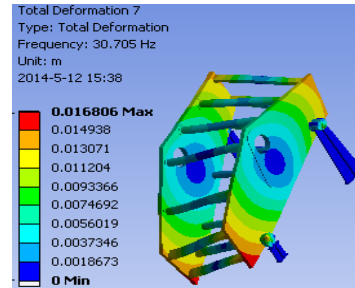 Total Deformation 7
Type: Total Deformation
Frequency: 30.705 Hz
Unit: m
2014-5-12 15:38
0.016806 Max
0.014938
0.013071
0.011204
0.0093366
0.0074692
0.0056019
0.0037346
0.0018673
0 Min